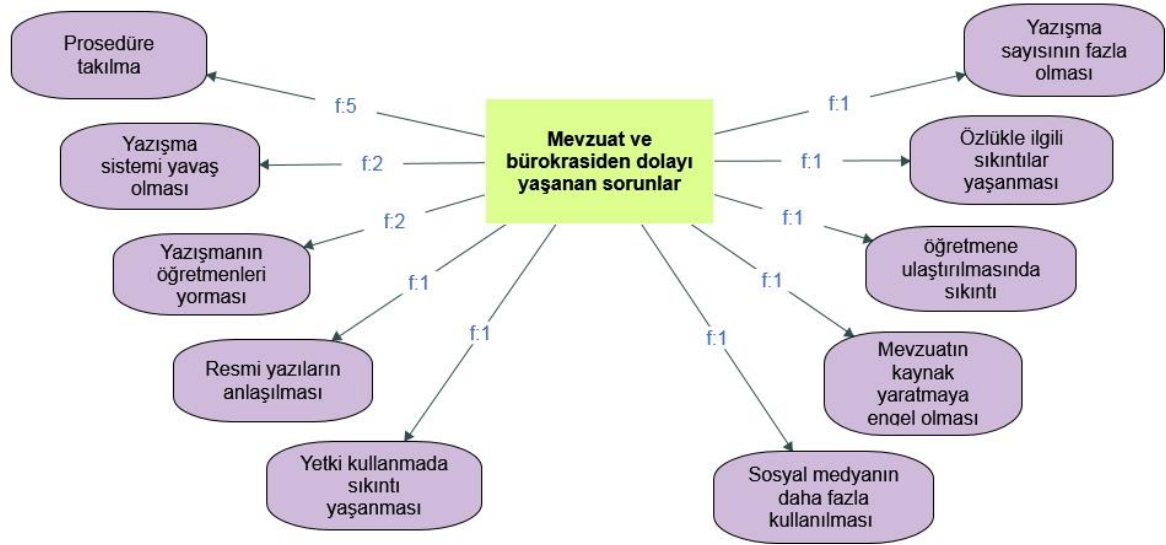 Prosedüre
takılma
f:5
Yazışma
sistemi yavaş
olması
f:2
Yazışmanın
öğretmenleri
yorması
f:2
Resmi yazıların
anlaşılması
f:1
Yetki kullanmada
sıkıntı
yaşanması
f:1
Mevzuat ve
bürokrasiden dolayı
yaşanan sorunlar
Yazışma
sayısının fazla
olması
f:1
Özlükle ilgili
sıkıntılar
yaşanması
f:1
öğretmene
ulaştırılmasında
sıkıntı
f:1
Mevzuatın
kaynak
yaratmaya
engel olması
f:1
Sosyal medyanın
daha fazla
kullanılması
f:1